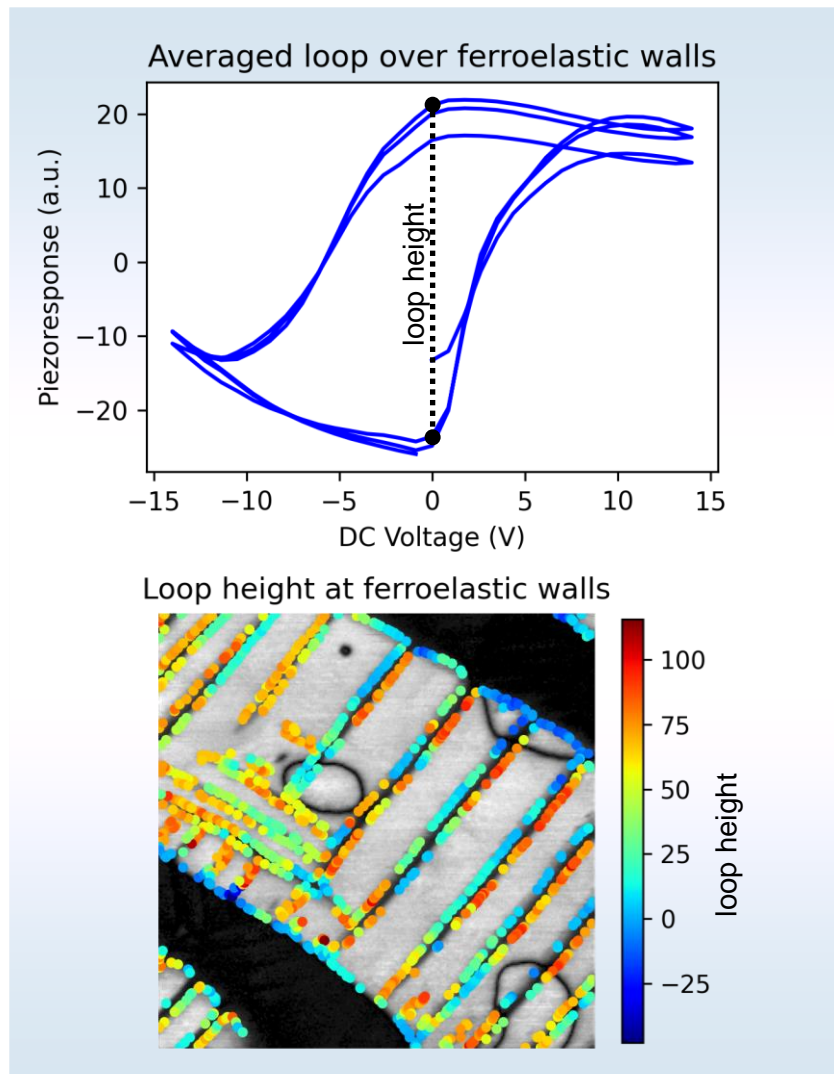 Averaged loop over ferroelastic walls
20
10
0
−10
−20
Piezoresponse (a.u.)
loop height
−15 −10 −5 0 5 10 15
DC Voltage (V)
Loop height at ferroelastic walls
100
75
50
25
0
−25
loop height